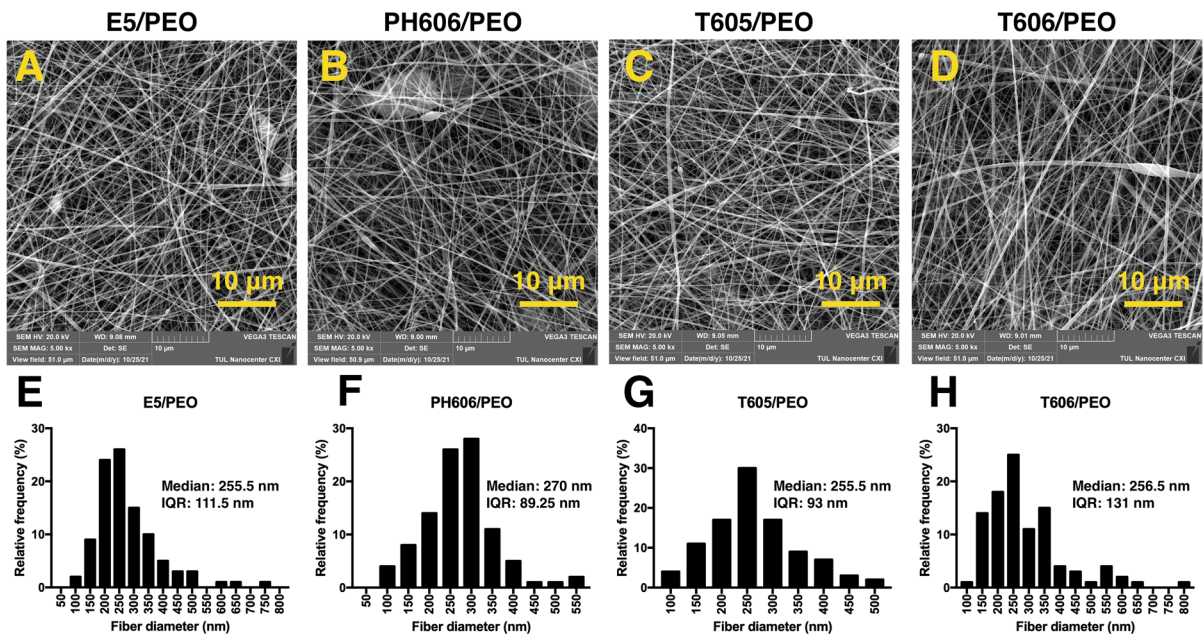 E5/PEO
PH606/PEO
T605/PEO
T606/PEO
A
10 µm
SEM HV: 20.0 kV WD: 9.08 mm VEGA3 TESCAN
SEM MAG: 5.00 kx Det: SE 10 µm
View field: 51.0 µm Date(m/d/y): 10/25/21 TUL Nanocenter CXI
B
10 µm
SEM HV: 20.0 kV WD: 9.00 mm VEGA3 TESCAN
SEM MAG: 5.00 kx Det: SE 10 µm
View field: 50.9 µm Date(m/d/y): 10/25/21 TUL Nanocenter CXI
C
10 µm
SEM HV: 20.0 kV WD: 9.05 mm VEGA3 TESCAN
SEM MAG: 5.00 kx Det: SE 10 µm
View field: 51.0 µm Date(m/d/y): 10/25/21 TUL Nanocenter CXI
D
10 µm
SEM HV: 20.0 kV WD: 9.01 mm VEGA3 TESCAN
SEM MAG: 5.00 kx Det: SE 10 µm
View field: 51.0 µm Date(m/d/y): 10/25/21 TUL Nanocenter CXI
E
E5/PEO
Relative frequency (%)
30
20
10
0
Median: 255.5 nm
IQR: 111.5 nm
50 100 150 200 250 300 350 400 450 500 550 600 650 700 750 800
Fiber diameter (nm)
F
PH606/PEO
Relative frequency (%)
30
20
10
0
Median: 270 nm
IQR: 89.25 nm
50 100 150 200 250 300 350 400 450 500 550
Fiber diameter (nm)
G
T605/PEO
Relative frequency (%)
40
30
20
10
0
Median: 255.5 nm
IQR: 93 nm
100 150 200 250 300 350 400 450 500
Fiber diameter (nm)
H
T606/PEO
Relative frequency (%)
30
20
10
0
Median: 256.5 nm
IQR: 131 nm
100 150 200 250 300 350 400 450 500 550 600 650 700 750 800
Fiber diameter (nm)